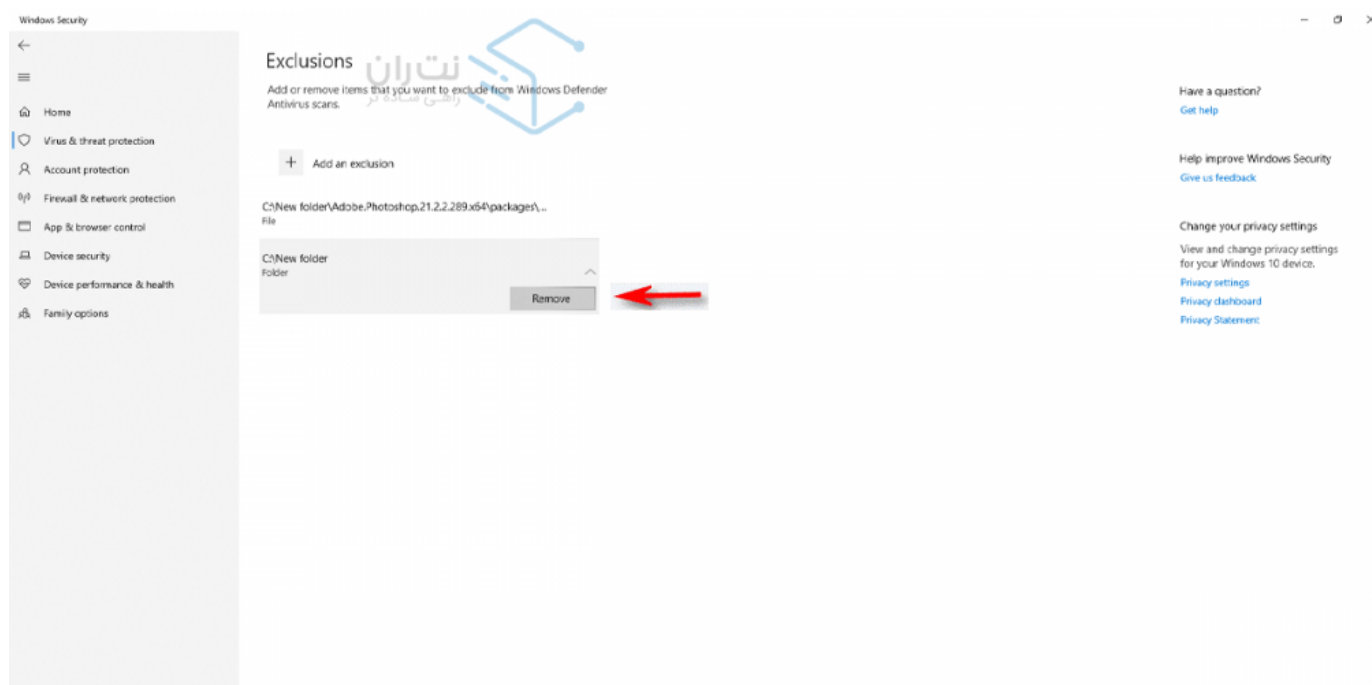 Windows Security
Home
Virus & threat protection
Account protection
Firewall & network protection
App & browser control
Device security
Device performance & health
Family options
Exclusions
نت ران
راهی ساده تر
Add or remove items that you want to exclude from Windows Defender
Antivirus scans.
Add an exclusion
C:\New folder\Adobe.Photoshop.21.2.2.289.x64\packages\...
File
C:\New folder
Folder
Remove
Have a question?
Get help
Help improve Windows Security
Give us feedback
Change your privacy settings
View and change privacy settings
for your Windows 10 device.
Privacy settings
Privacy dashboard
Privacy Statement